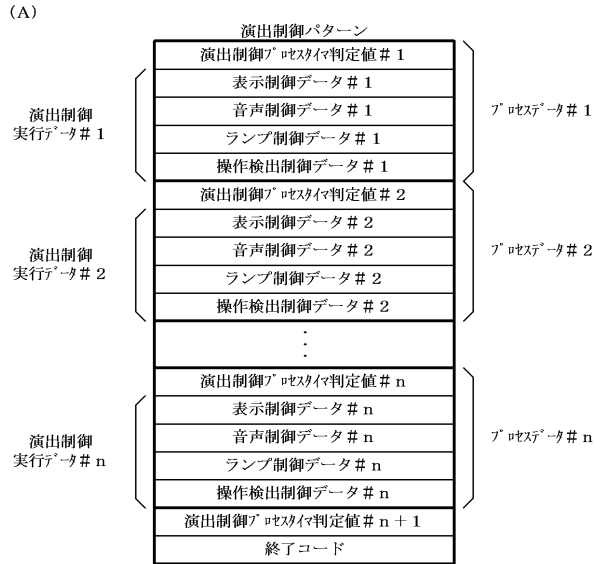 (A)
演出制御パターン
演出制御ﾌﾟﾛｾｽﾀｲﾏ判定値＃１
表示制御データ＃１
音声制御データ＃１
ランプ制御データ＃１
操作検出制御データ＃１
演出制御
実行ﾃﾞｰﾀ＃１
ﾌﾟﾛｾｽﾃﾞｰﾀ＃１
演出制御ﾌﾟﾛｾｽﾀｲﾏ判定値＃２
表示制御データ＃２
音声制御データ＃２
ランプ制御データ＃２
操作検出制御データ＃２
演出制御
実行ﾃﾞｰﾀ＃２
ﾌﾟﾛｾｽﾃﾞｰﾀ＃２
⋮
演出制御ﾌﾟﾛｾｽﾀｲﾏ判定値＃ｎ
表示制御データ＃ｎ
音声制御データ＃ｎ
ランプ制御データ＃ｎ
操作検出制御データ＃ｎ
演出制御
実行ﾃﾞｰﾀ＃ｎ
ﾌﾟﾛｾｽﾃﾞｰﾀ＃ｎ
演出制御ﾌﾟﾛｾｽﾀｲﾏ判定値＃ｎ＋１
終了コード